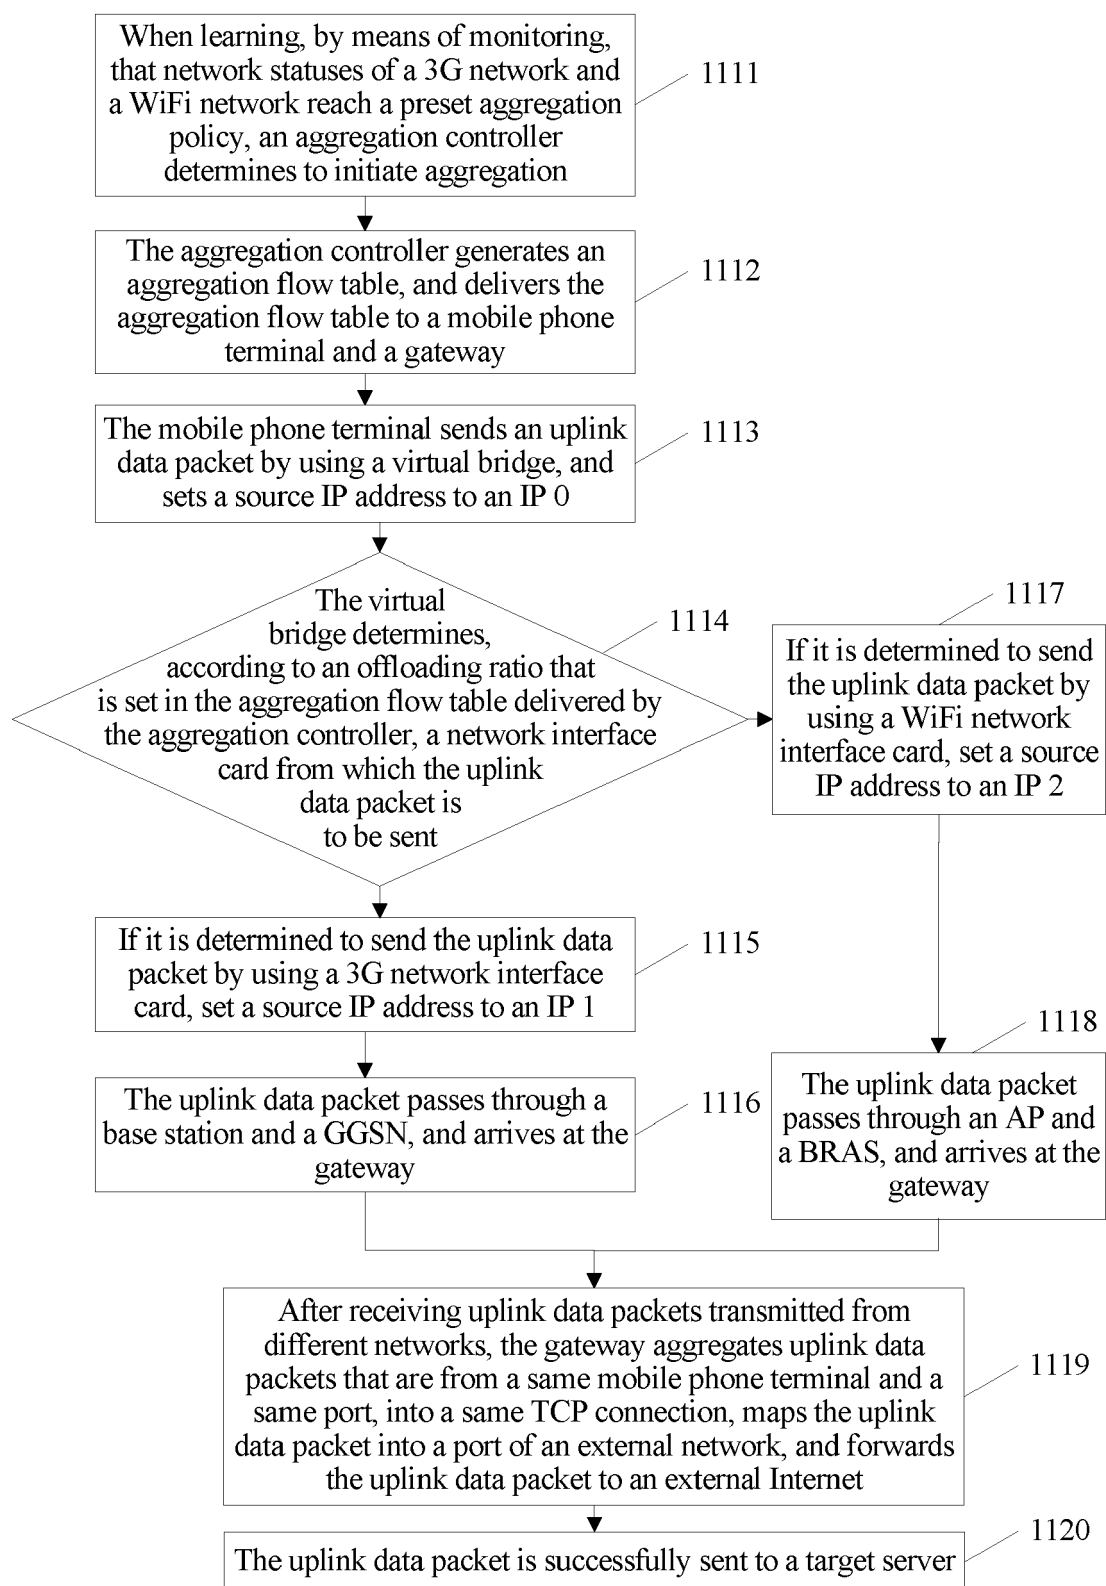 When learning, by means of monitoring,
that network statuses of a 3G network and
a WiFi network reach a preset aggregation
policy, an aggregation controller
determines to initiate aggregation
1111
The aggregation controller generates an
aggregation flow table, and delivers the
aggregation flow table to a mobile phone
terminal and a gateway
1112
The mobile phone terminal sends an uplink
data packet by using a virtual bridge, and
sets a source IP address to an IP 0
1113
The virtual
bridge determines,
according to an offloading ratio that
is set in the aggregation flow table delivered by
the aggregation controller, a network interface
card from which the uplink
data packet is
to be sent
1114
1117
If it is determined to send
the uplink data packet by
using a WiFi network
interface card, set a source
IP address to an IP 2
If it is determined to send the uplink data
packet by using a 3G network interface
card, set a source IP address to an IP 1
1115
The uplink data packet passes through a
base station and a GGSN, and arrives at the
gateway
1116
1118
The uplink data packet
passes through an AP and
a BRAS, and arrives at the
gateway
After receiving uplink data packets transmitted from
different networks, the gateway aggregates uplink data
packets that are from a same mobile phone terminal and a
same port, into a same TCP connection, maps the uplink
data packet into a port of an external network, and forwards
the uplink data packet to an external Internet
1119
The uplink data packet is successfully sent to a target server
1120